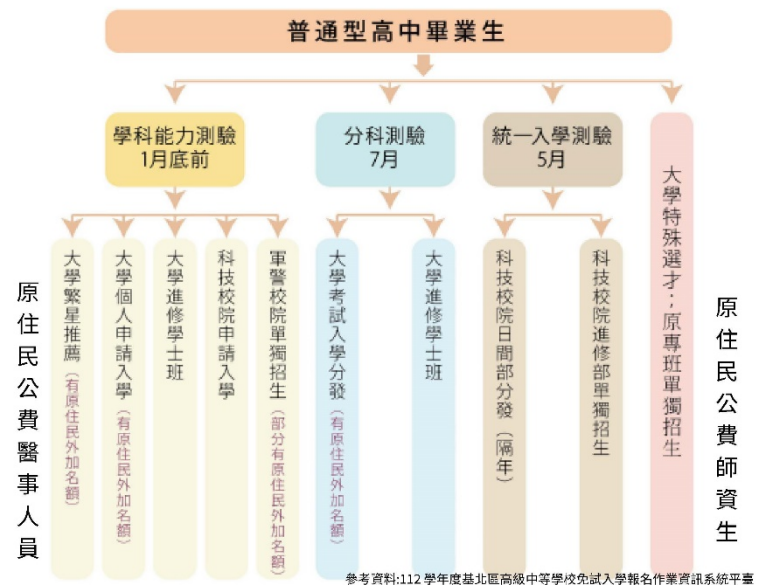 普通型高中畢業生
學科能力測驗
1月底前
分科測驗
7月
統一入學測驗
5月
大學特殊選才；原專班單獨招生
大學繁星推薦（有原住民外加名額）
大學個人申請入學（有原住民外加名額）
大學進修學士班
科技校院申請入學
軍警校院單獨招生（部分有原住民外加名額）
大學考試入學分發（有原住民外加名額）
大學進修學士班
科技校院日間部分發（隔年）
科技校院進修部單獨招生
原住民公費醫事人員
原住民公費師資生
參考資料:112 學年度基北區高級中等學校免試入學報名作業資訊系統平臺